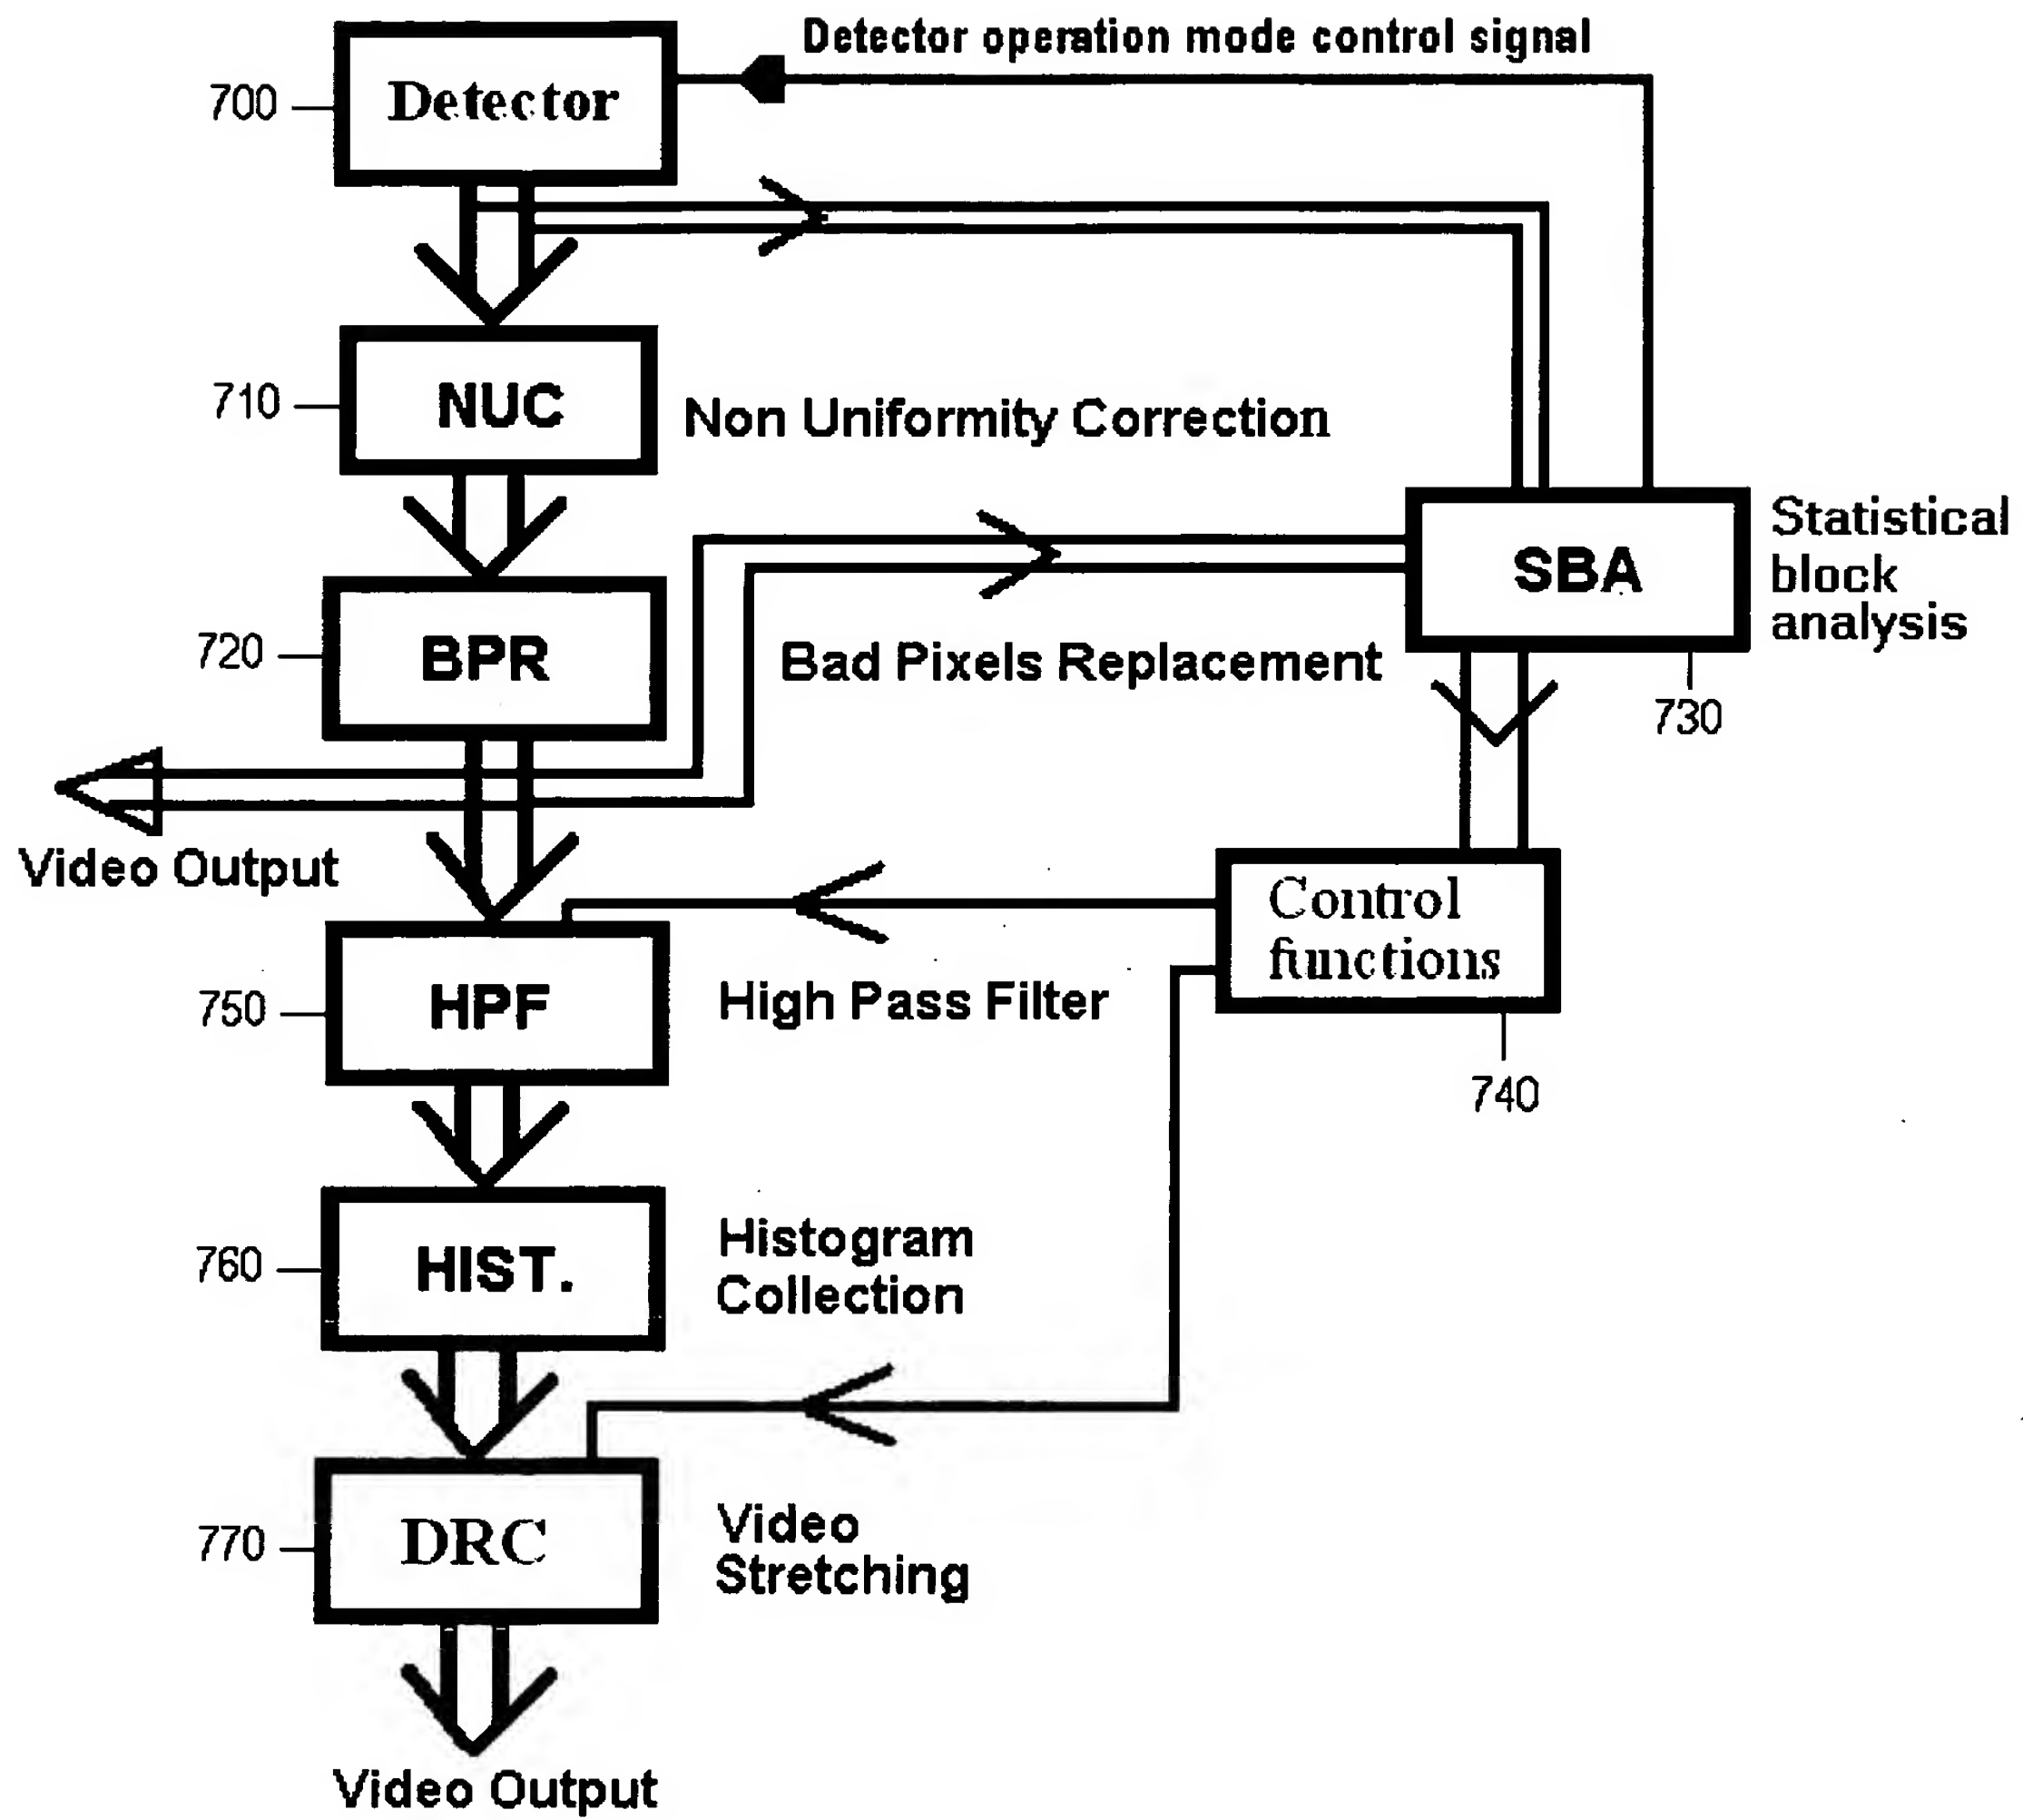 Detector operation mode control signal
700
Detector
710
NUC
Non Uniformity Correction
SBA
Statistical
block
analysis
720
BPR
Bad Pixels Replacement
730
Video Output
Control
functions
750
HPF
High Pass Filter
740
760
HIST.
Histogram
Collection
770
DRC
Video
Stretching
Video Output